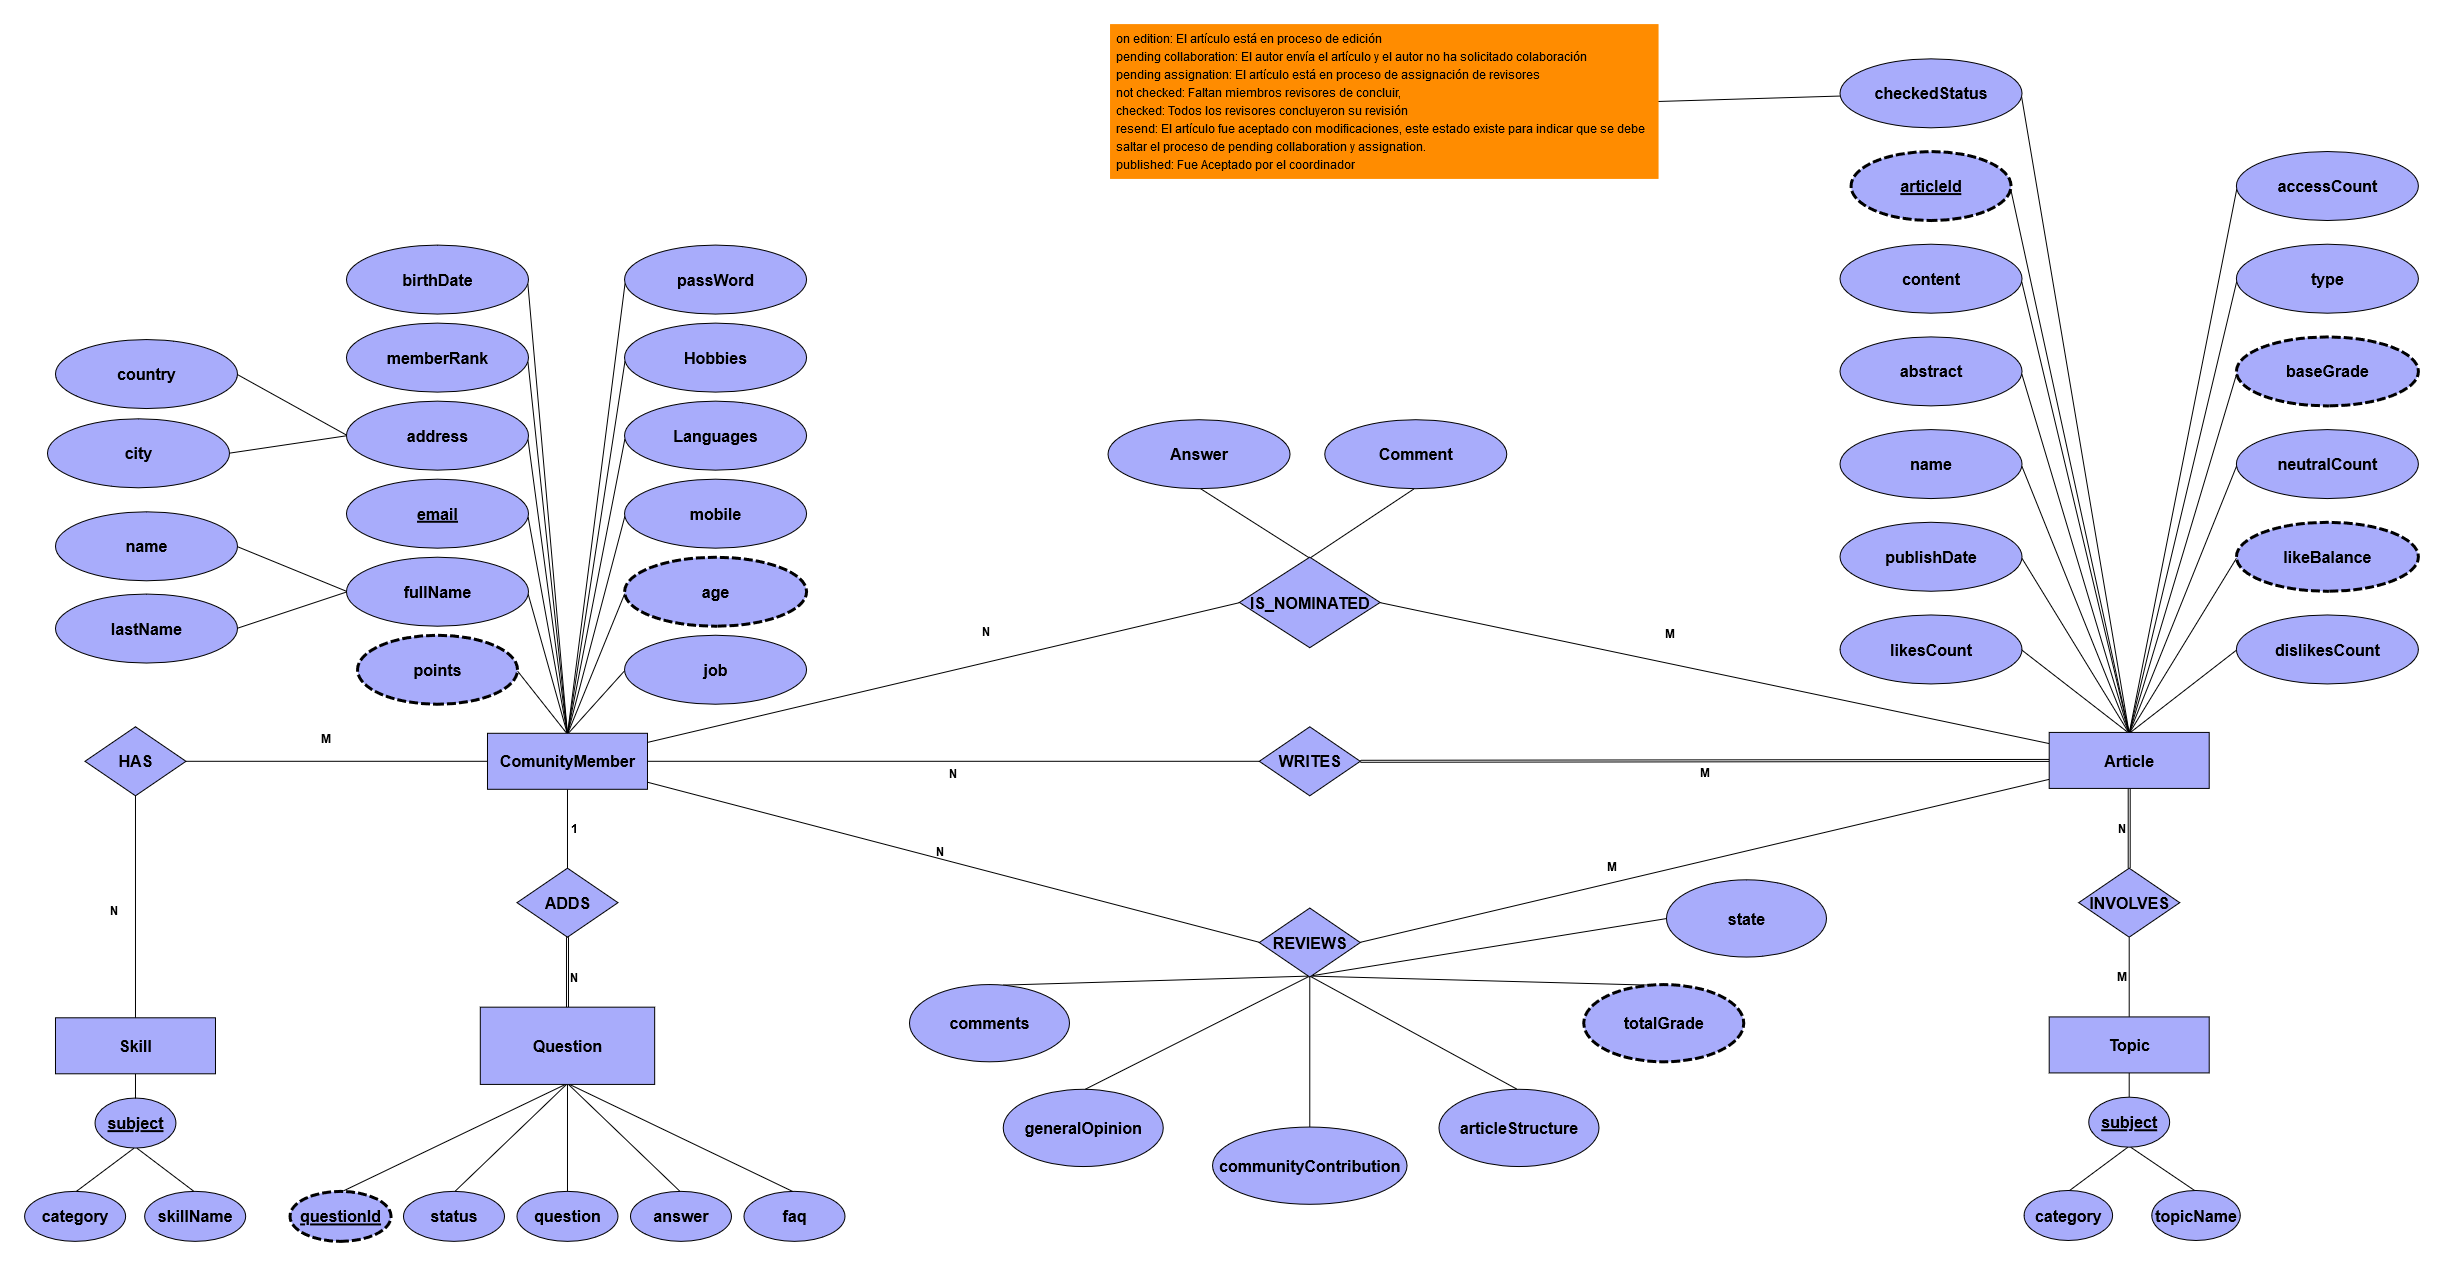 on edition: El artículo está en proceso de edición
pending collaboration: El autor envía el artículo y el autor no ha solicitado colaboración
pending assignation: El artículo está en proceso de assignación de revisores
not checked: Faltan miembros revisores de concluir,
checked: Todos los revisores concluyeron su revisión
resend: El artículo fue aceptado con modificaciones, este estado existe para indicar que se debe
saltar el proceso de pending collaboration y assignation.
published: Fue Aceptado por el coordinador
checkedStatus
articleId
accessCount
content
type
abstract
baseGrade
name
neutralCount
publishDate
likeBalance
likesCount
dislikesCount
birthDate
passWord
memberRank
Hobbies
country
address
Languages
city
email
mobile
name
fullName
age
lastName
points
job
Answer
Comment
IS_NOMINATED
N
M
HAS
M
ComunityMember
N
WRITES
M
Article
1
N
M
N
ADDS
INVOLVES
N
REVIEWS
state
N
M
Skill
Question
comments
totalGrade
Topic
subject
generalOpinion
communityContribution
articleStructure
subject
category
skillName
questionId
status
question
answer
faq
category
topicName